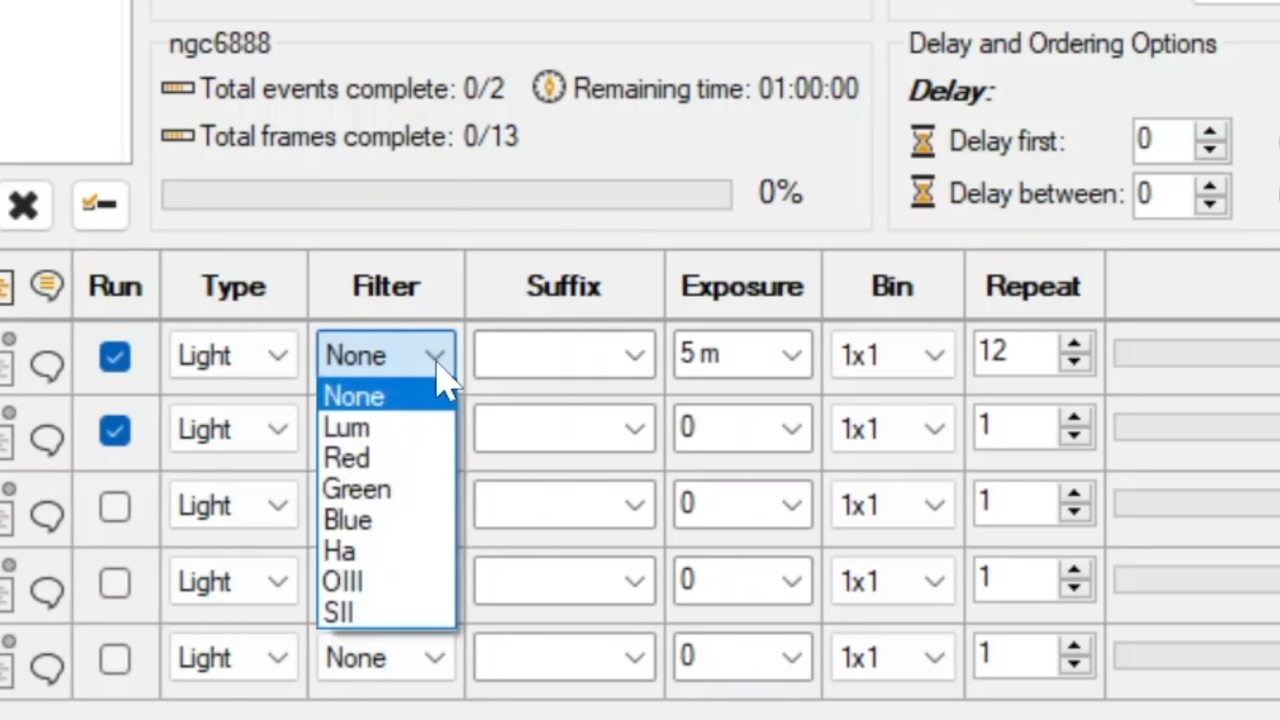 ngc6888
Total events complete: 0/2 Remaining time: 01:00:00
Total frames complete: 0/13
0%
Delay and Ordering Options
Delay:
Delay first: 0
Delay between: 0
Run Type Filter Suffix Exposure Bin Repeat
Light None 5 m 1x1 12
None
Lum
Red
Green
Blue
Ha
OIII
SII
Light 0 1x1 1
Light 0 1x1 1
Light 0 1x1 1
Light None 0 1x1 1